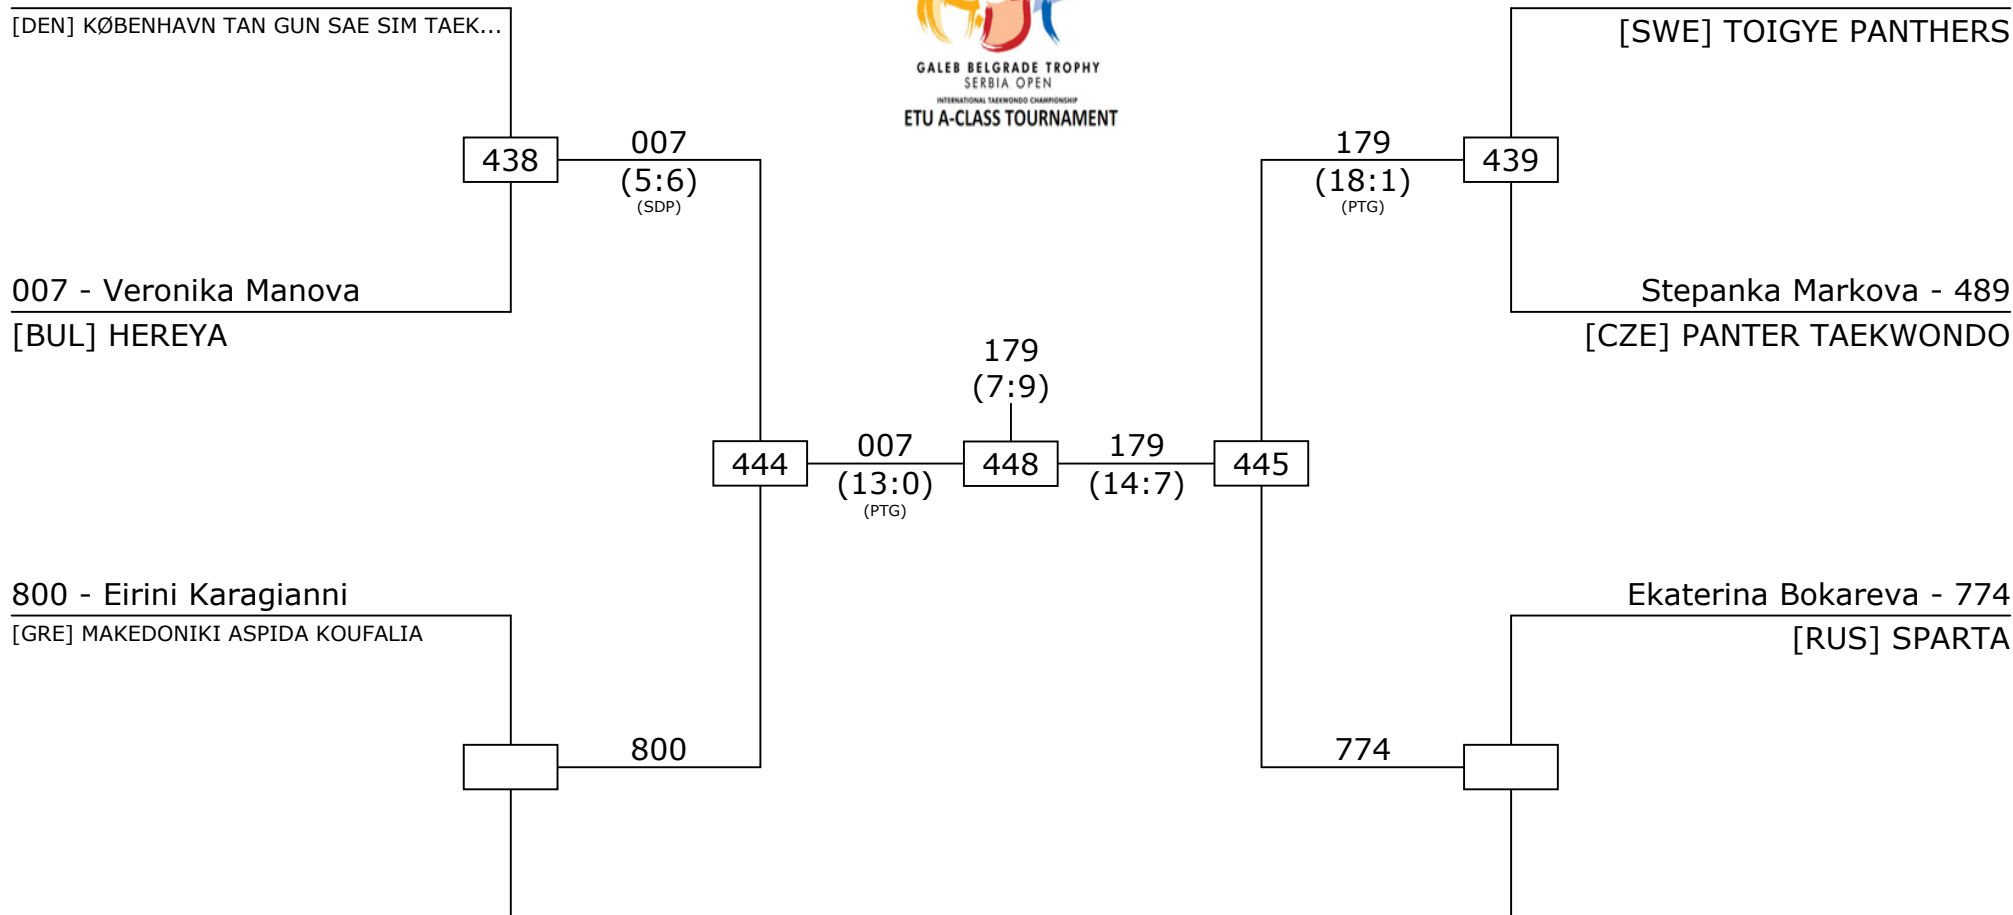 [DEN] KØBENHAVN TAN GUN SAE SIM TAEK...
[SWE] TOIGYE PANTHERS
GALEB BELGRADE TROPHY
SERBIA OPEN
INTERNATIONAL TAEKWONDO CHAMPIONSHIP
ETU A-CLASS TOURNAMENT
438
007
(5:6)
(SDP)
179
(18:1)
(PTG)
439
007 - Veronika Manova
[BUL] HEREYA
Stepanka Markova - 489
[CZE] PANTER TAEKWONDO
179
(7:9)
444
007
(13:0)
(PTG)
448
179
(14:7)
445
800 - Eirini Karagianni
[GRE] MAKEDONIKI ASPIDA KOUFALIA
Ekaterina Bokareva - 774
[RUS] SPARTA
800
774